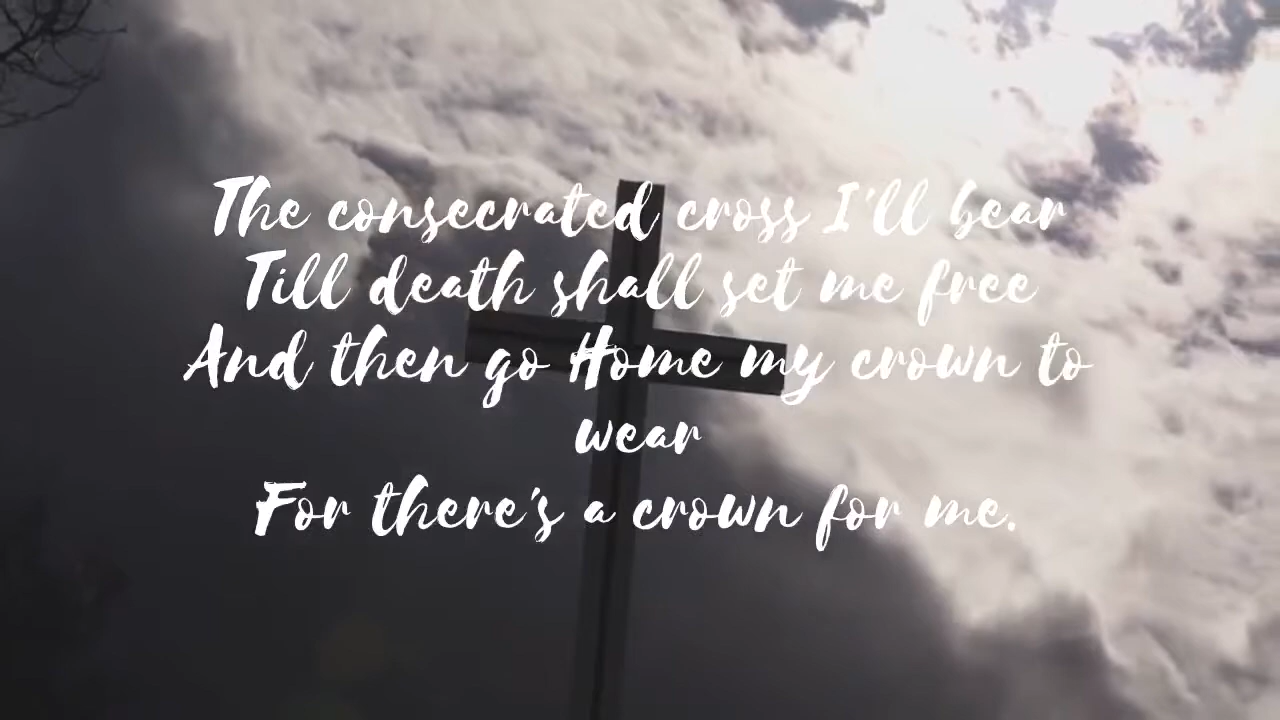 The consecrated cross I'll bear
Till death shall set me free
And then go Home my crown to
wear
For there's a crown for me.